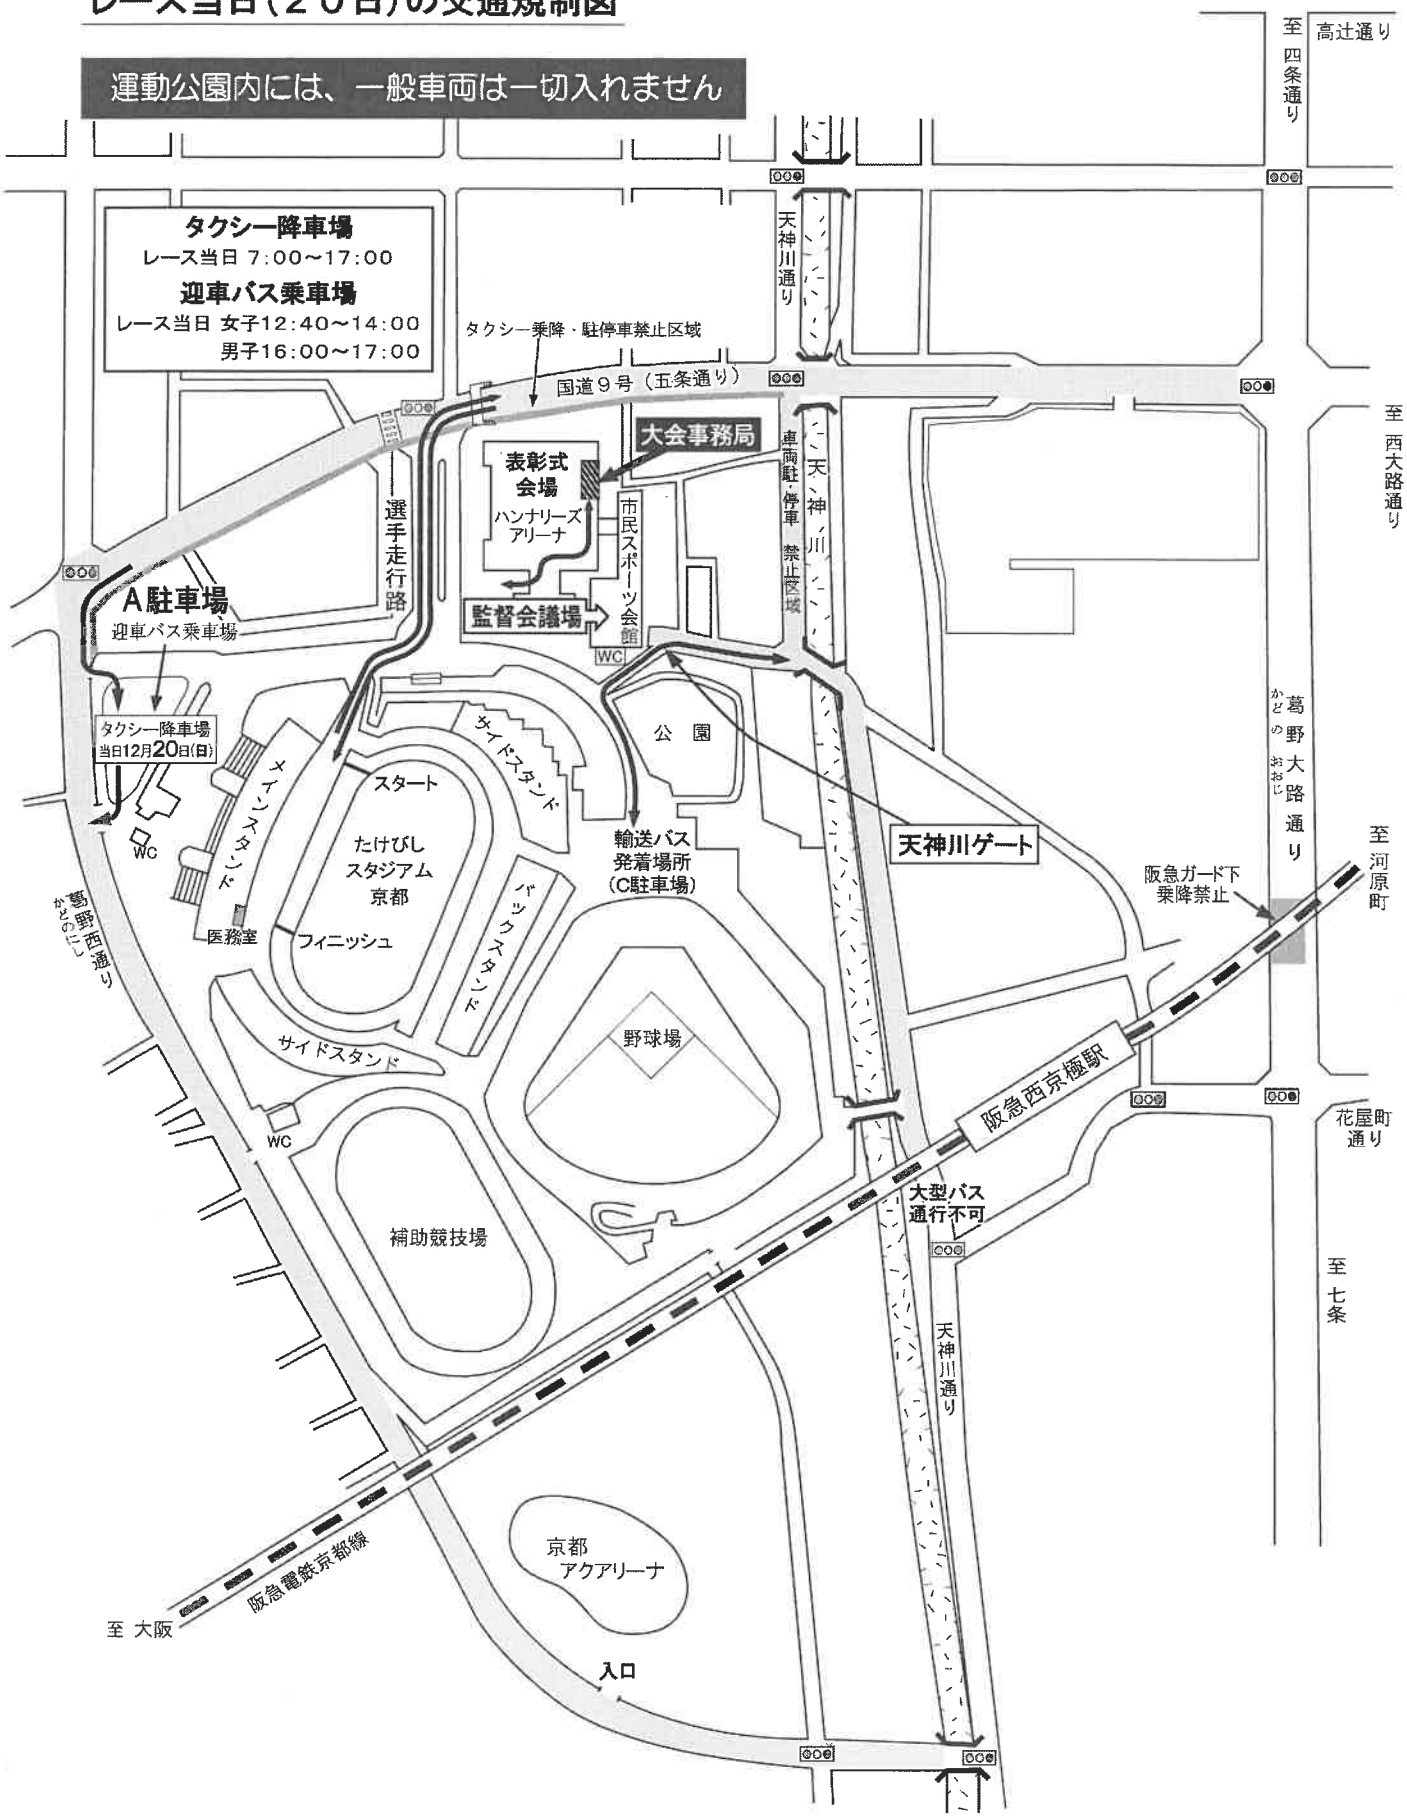 レース当日(20日)の交通規制図
運動公園内には、一般車両は一切入れません
至 四条通り
高辻通り
タクシー降車場
レース当日 7:00～17:00
迎車バス乗車場
レース当日 女子12:40～14:00
男子16:00～17:00
天神川通り
タクシー乗降・駐停車禁止区域
国道9号(五条通り)
至 西大路通り
大会事務局
表彰式
会場
ハンナリーズ
アリーナ
市民スポーツ会館
車両駐・停車 禁止区域
天神川
選手走行路
監督会議場
WC
A駐車場
迎車バス乗車場
タクシー降車場
当日12月20日(日)
WC
葛野西通り
かどのにし
メインスタンド
サイドスタンド
公園
スタート
たけびし
スタジアム
京都
フィニッシュ
医務室
バックスタンド
サイドスタンド
輸送バス
発着場所
(C駐車場)
天神川ゲート
葛野大路通り
かどの おおじ
阪急ガード下
乗降禁止
至 河原町
野球場
阪急西京極駅
花屋町
通り
WC
補助競技場
大型バス
通行不可
至 七条
天神川通り
京都
アクアリーナ
阪急電鉄京都線
至 大阪
入口